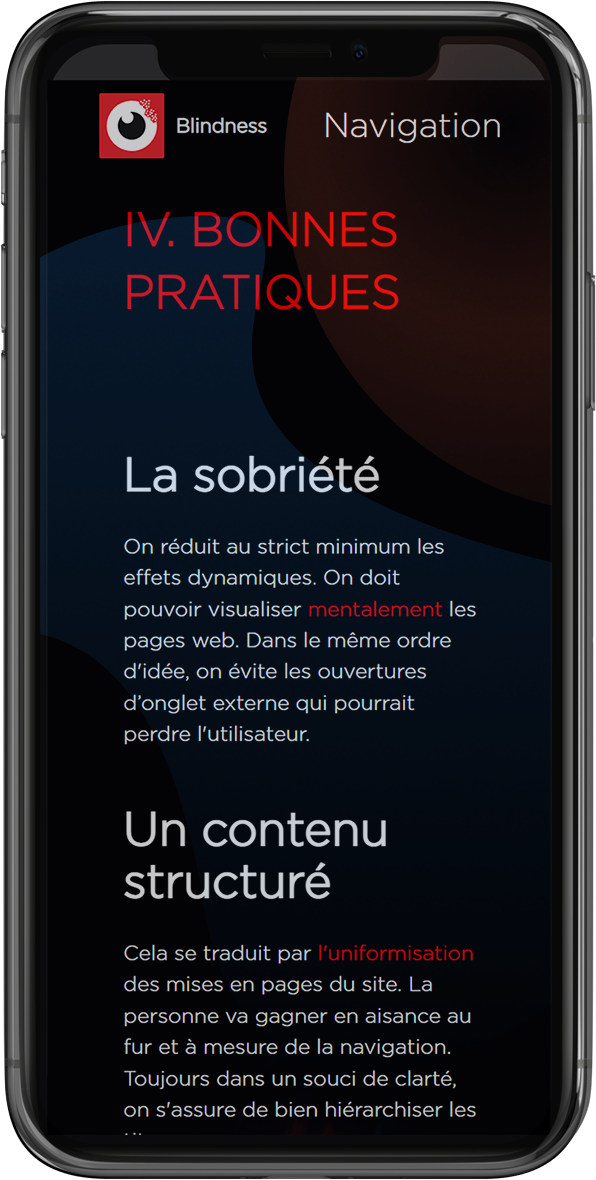 Blindness
Navigation
IV. BONNES
PRATIQUES
La sobriété
On réduit au strict minimum les
effets dynamiques. On doit
pouvoir visualiser mentalement les
pages web. Dans le même ordre
d'idée, on évite les ouvertures
d’onglet externe qui pourrait
perdre l'utilisateur.
Un contenu
structuré
Cela se traduit par l'uniformisation
des mises en pages du site. La
personne va gagner en aisance au
fur et à mesure de la navigation.
Toujours dans un souci de clarté,
on s'assure de bien hiérarchiser les